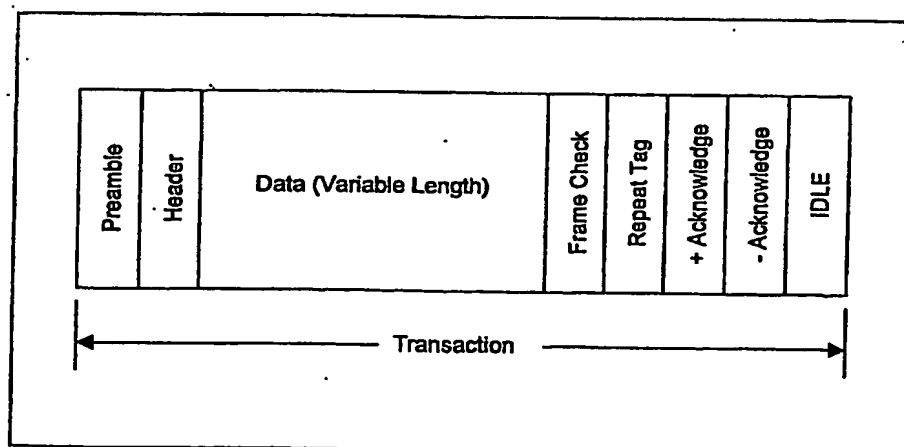 Preamble
Header
Data (Variable Length)
Frame Check
Repeat Tag
+ Acknowledge
- Acknowledge
IDLE
Transaction